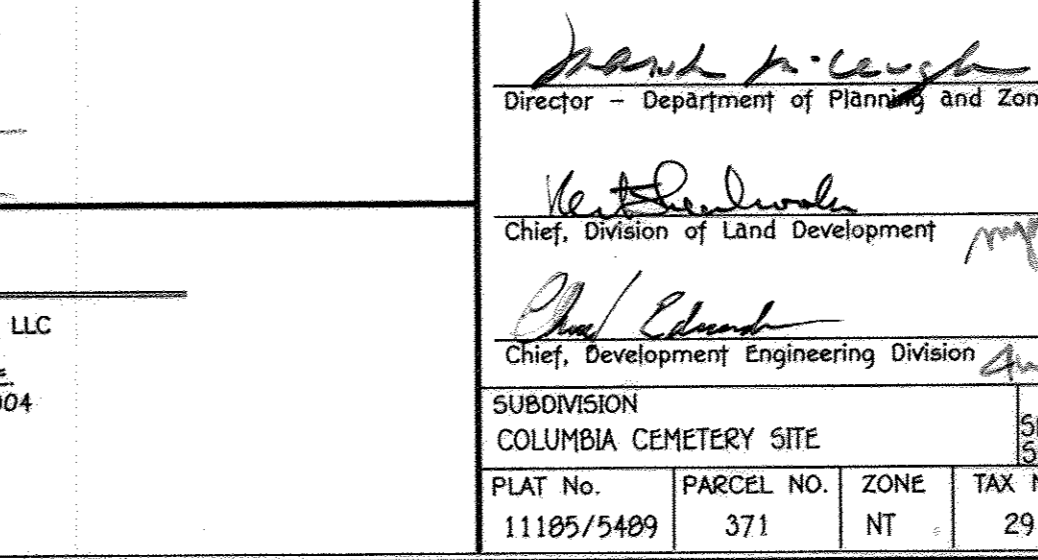 Director - Department of Planning and Zon
Chief, Division of Land Development
LLC
Chief, Development Engineering Division
004
SUBDIVISION
COLUMBIA CEMETERY SITE
PLAT No. PARCEL NO. ZONE TAX
11185/5489 371 NT 29